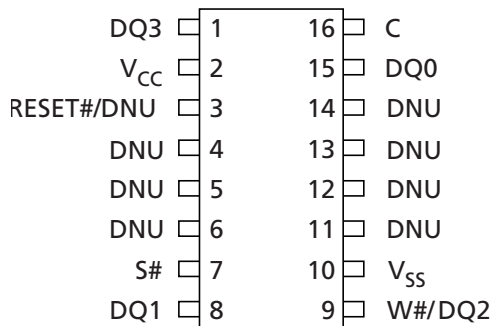 DQ3 1 16 C
VCC 2 15 DQ0
RESET#/DNU 3 14 DNU
DNU 4 13 DNU
DNU 5 12 DNU
DNU 6 11 DNU
S# 7 10 VSS
DQ1 8 9 W#/DQ2